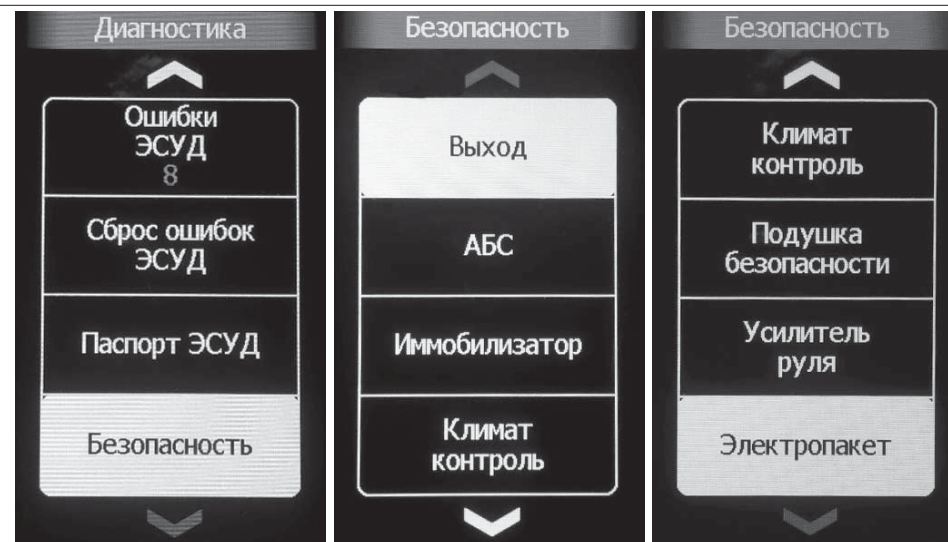 Диагностика
Ошибки
ЭСУД
8
Сброс ошибок
ЭСУД
Паспорт ЭСУД
Безопасность
Безопасность
Выход
АБС
Иммобилизатор
Климат
контроль
Безопасность
Климат
контроль
Подушка
безопасности
Усилитель
руля
Электропакет